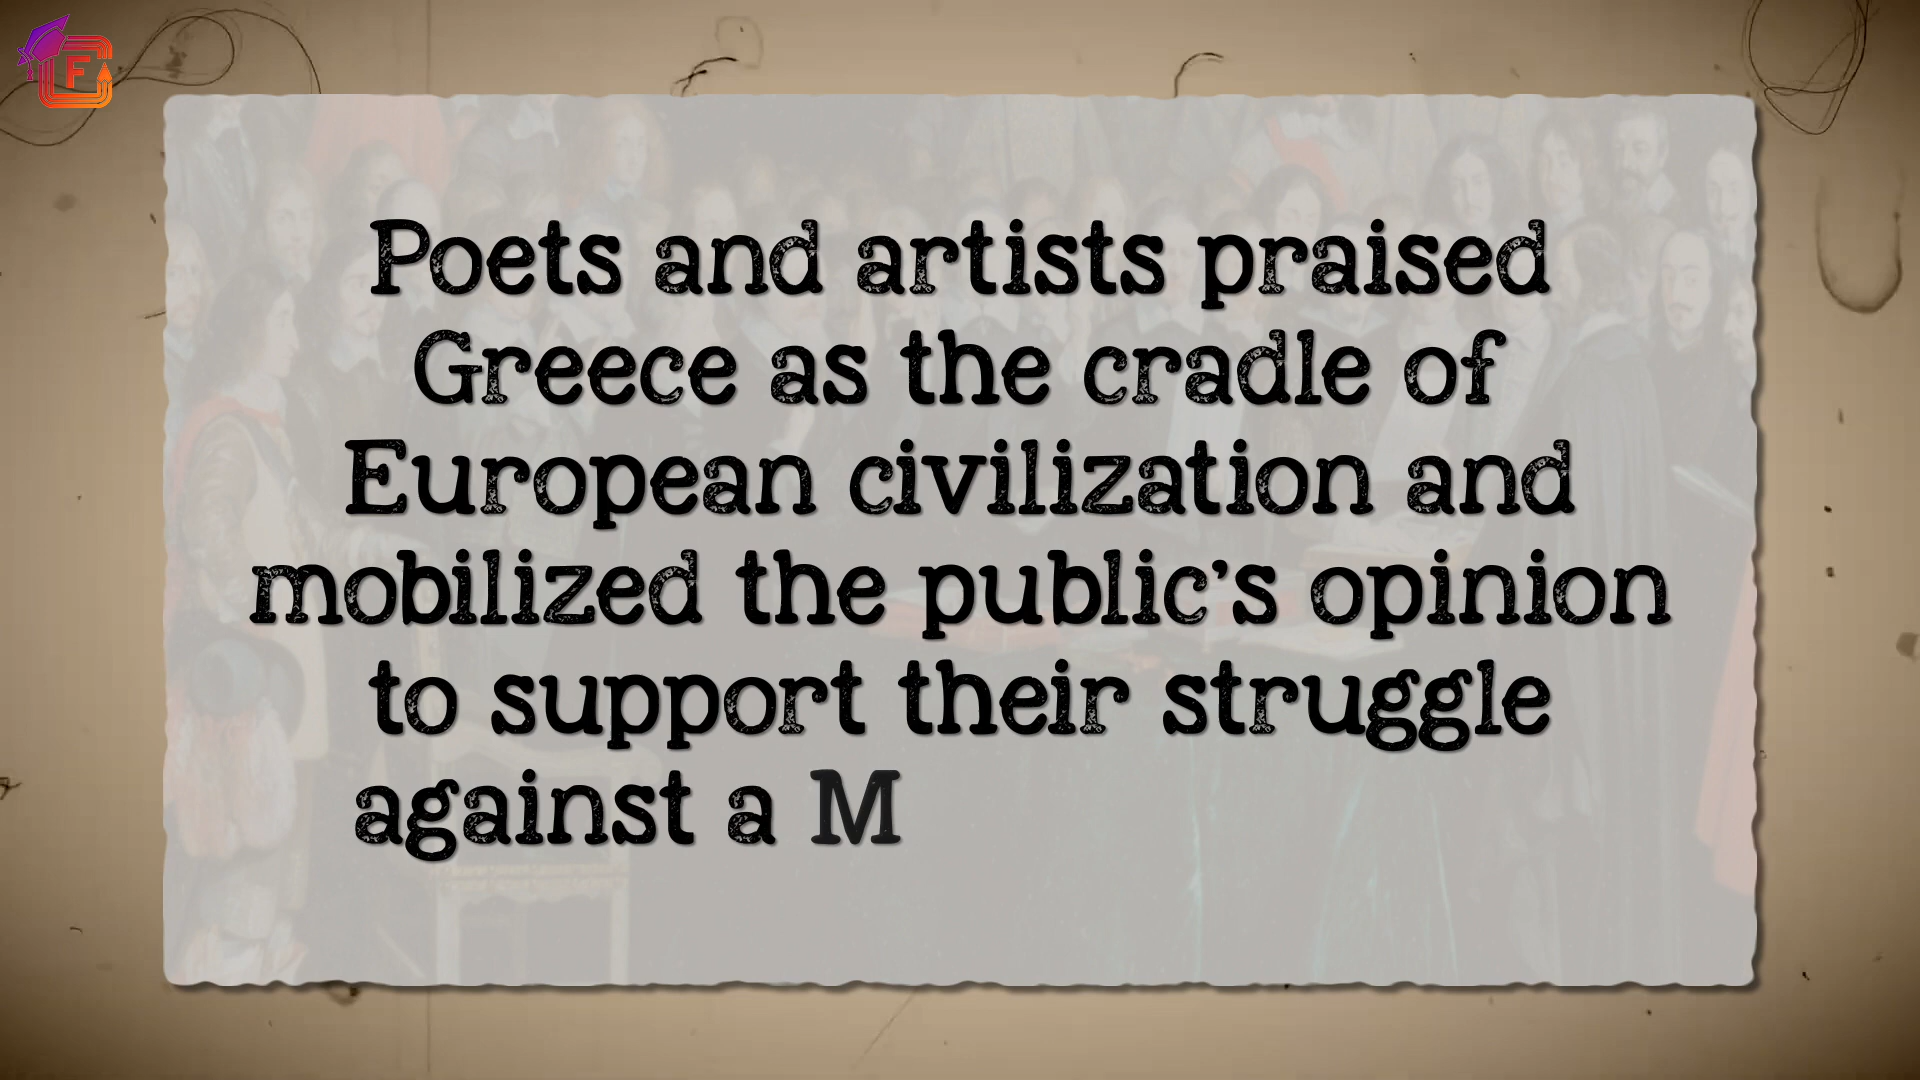 F
Poets and artists praised
Greece as the cradle of
European civilization and
mobilized the public’s opinion
to support their struggle
against a M